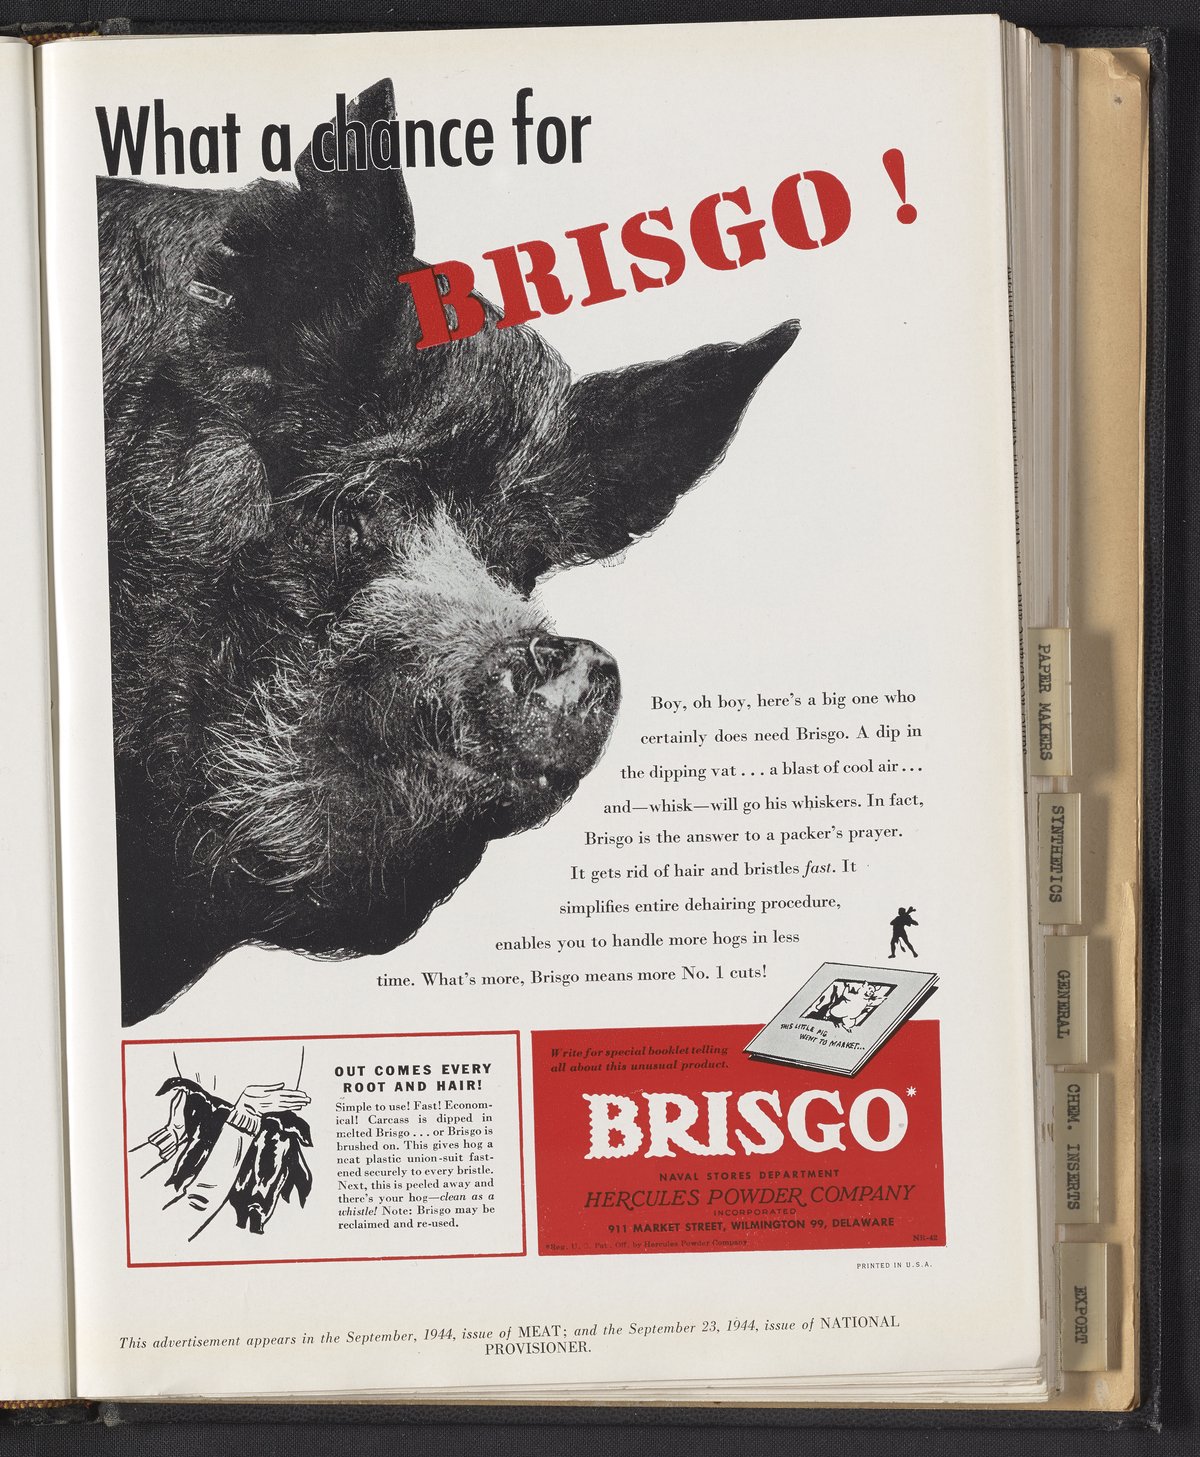 What a chance for
BRISGO!
Boy, oh boy, here's a big one who
certainly does need Brisgo. A dip in
the dipping vat . . . a blast of cool air . . .
and—whisk—will go his whiskers. In fact,
Brisgo is the answer to a packer's prayer.
It gets rid of hair and bristles fast. It
simplifies entire dehairing procedure,
enables you to handle more hogs in less
time. What's more, Brisgo means more No. 1 cuts!
OUT COMES EVERY
ROOT AND HAIR!
Simple to use! Fast! Econom-
ical! Carcass is dipped in
melted Brisgo . . . or Brisgo is
brushed on. This gives hog a
neat plastic union-suit fast-
ened securely to every bristle.
Next, this is peeled away and
there's your hog—clean as a
whistle! Note: Brisgo may be
reclaimed and re-used.
THIS LITTLE PIG
WENT TO MARKET...
Write for special booklet telling
all about this unusual product.
BRISGO*
NAVAL STORES DEPARTMENT
HERCULES POWDER COMPANY
INCORPORATED
911 MARKET STREET, WILMINGTON 99, DELAWARE
*Reg. U. S. Pat. Off. by Hercules Powder Company
NR-42
PRINTED IN U.S.A.
This advertisement appears in the September, 1944, issue of MEAT; and the September 23, 1944, issue of NATIONAL
PROVISIONER.
PAPER MAKERS
SYNTHETICS
GENERAL
CHEM. INSERTS
EXPORT